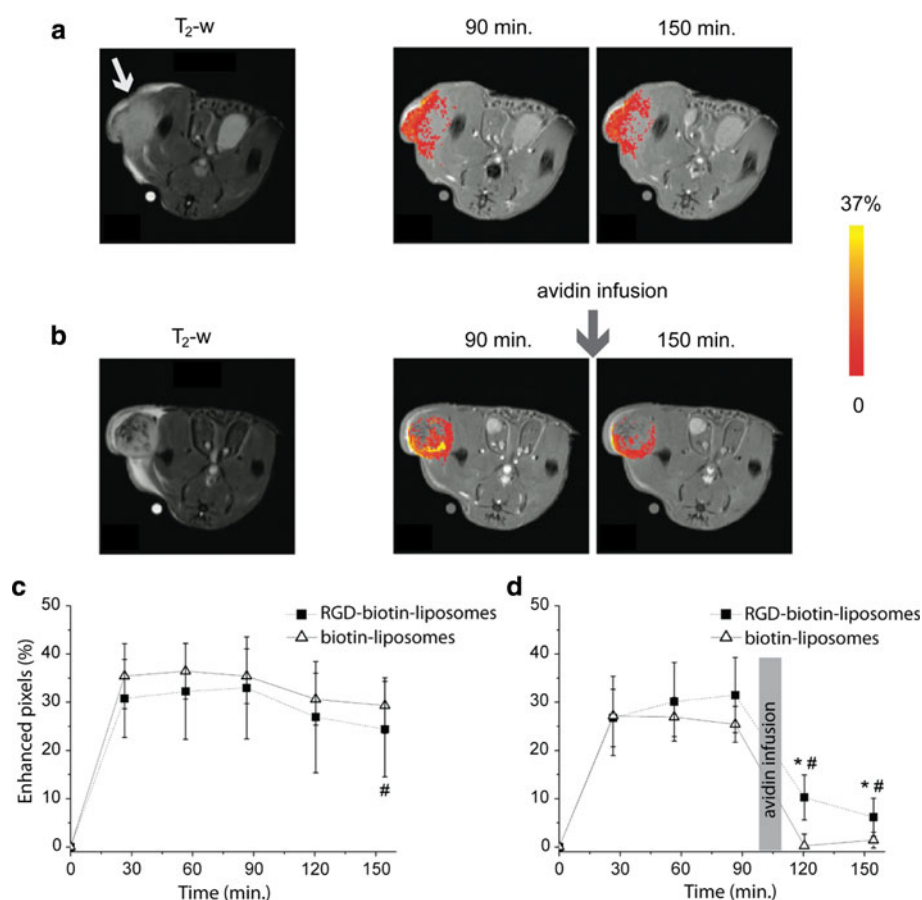 a
T2-w
90 min.
150 min.
37%
0
avidin infusion
b
T2-w
90 min.
150 min.
c
50
40
30
20
10
0
Enhanced pixels (%)
RGD-biotin-liposomes
biotin-liposomes
#
0 30 60 90 120 150
Time (min.)
d
50
40
30
20
10
0
RGD-biotin-liposomes
biotin-liposomes
avidin infusion
* #
* #
0 30 60 90 120 150
Time (min.)